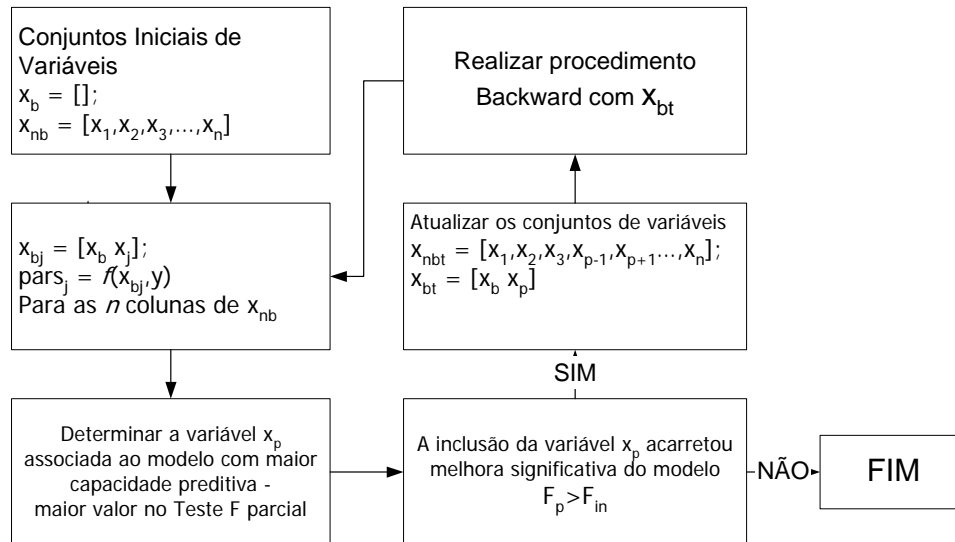 Conjuntos Iniciais de
Variáveis
x_b = [];
x_nb = [x_1,x_2,x_3,...,x_n]
x_bj = [x_b x_j];
pars_j = f(x_bj,y)
Para as n colunas de x_nb
Determinar a variável x_p
associada ao modelo com maior
capacidade preditiva -
maior valor no Teste F parcial
A inclusão da variável x_p acarretou
melhora significativa do modelo
F_p>F_in
NÃO
FIM
SIM
Atualizar os conjuntos de variáveis
x_nbt = [x_1,x_2,x_3,x_p-1,x_p+1...,x_n];
x_bt = [x_b x_p]
Realizar procedimento
Backward com x_bt